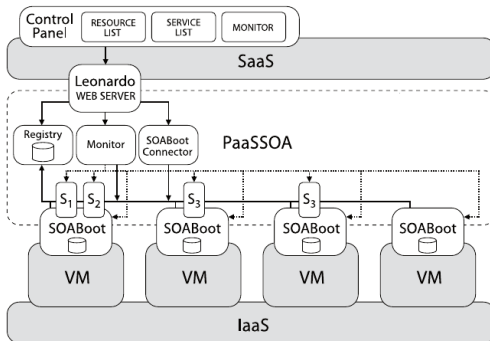 Control
Panel
RESOURCE
LIST
SERVICE
LIST
MONITOR
SaaS
Leonardo
WEB SERVER
Registry
Monitor
SOABoot
Connector
PaaSSOA
S1
S2
S3
S3
SOABoot
SOABoot
SOABoot
SOABoot
VM
VM
VM
VM
IaaS